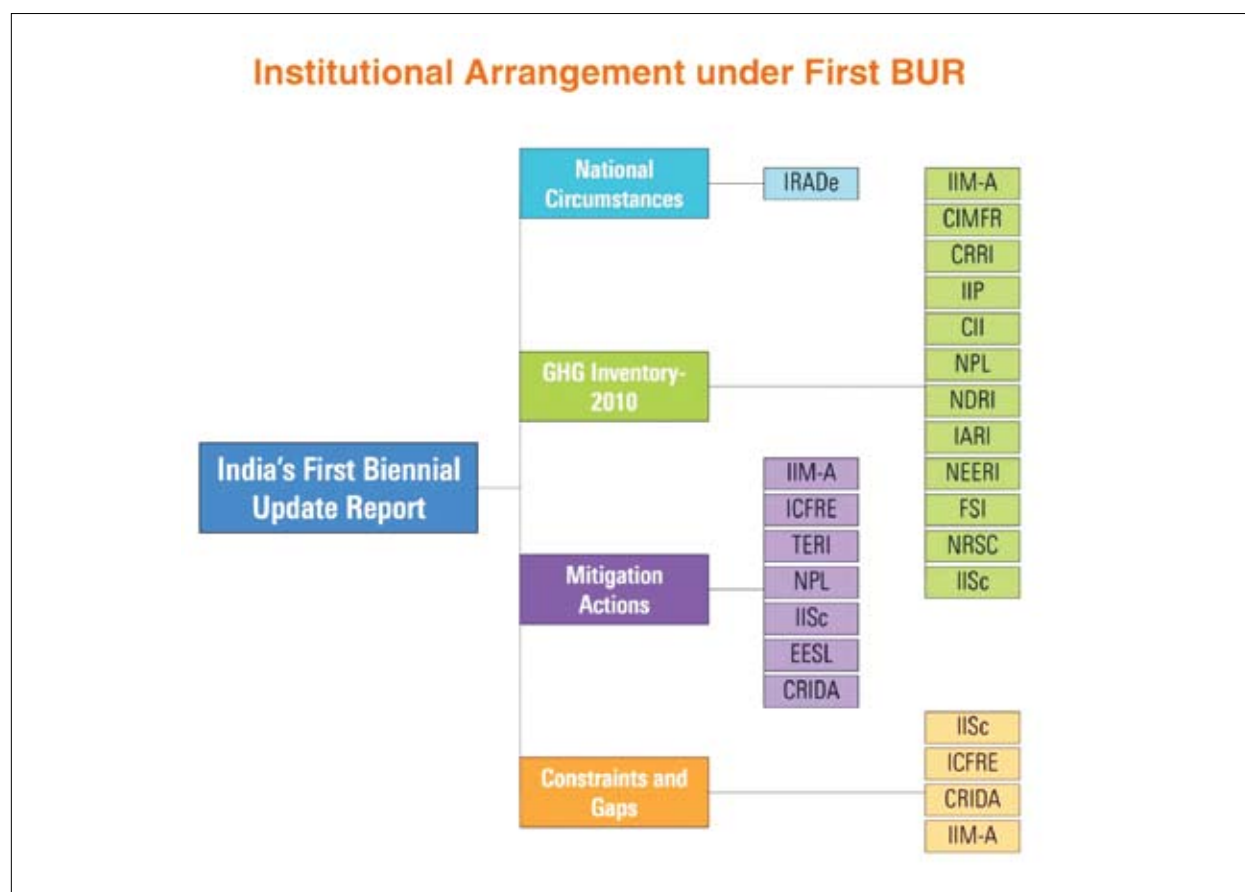 Institutional Arrangement under First BUR
National
Circumstances
IRADe
GHG Inventory-
2010
IIM-A
CIMFR
CRRI
IIP
CII
NPL
NDRI
IARI
NEERI
FSI
NRSC
IISc
India's First Biennial
Update Report
Mitigation
Actions
IIM-A
ICFRE
TERI
NPL
IISc
EESL
CRIDA
Constraints and
Gaps
IISc
ICFRE
CRIDA
IIM-A